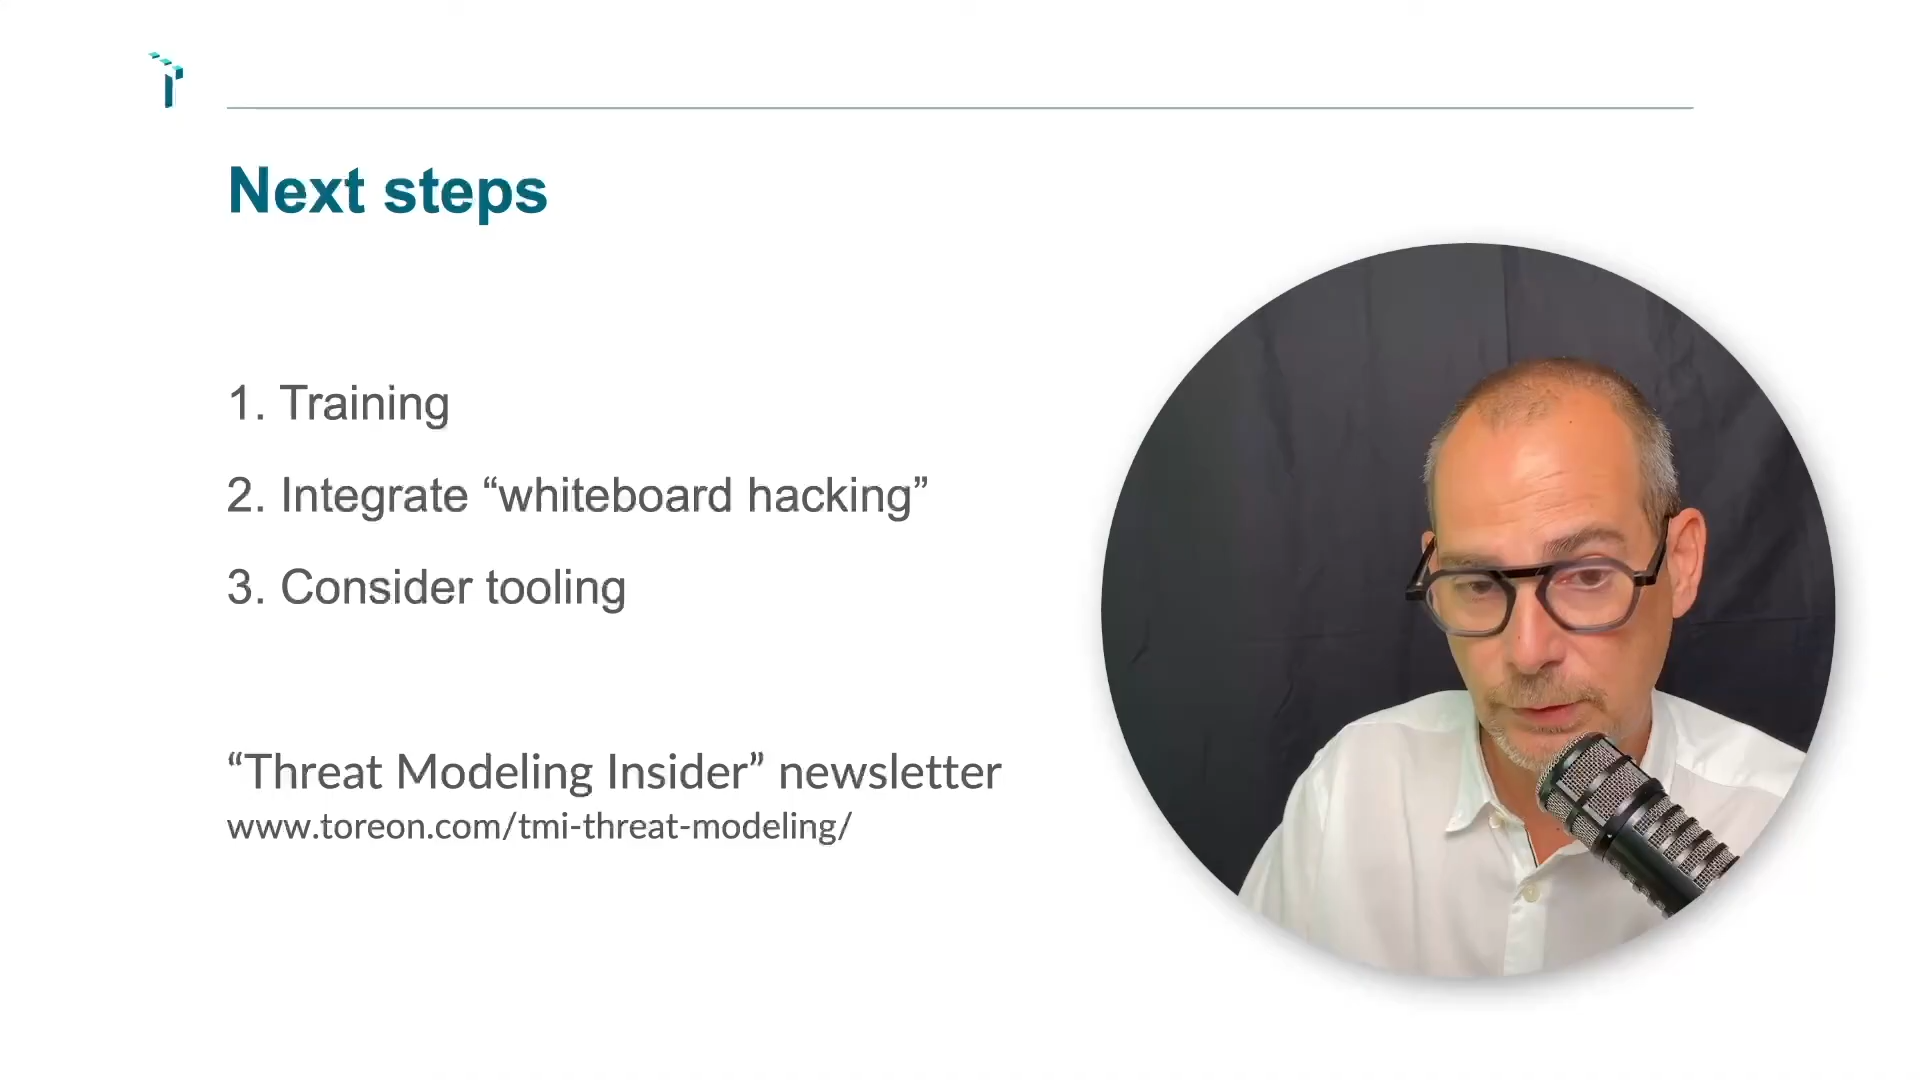 Next steps
1. Training
2. Integrate “whiteboard hacking”
3. Consider tooling
“Threat Modeling Insider” newsletter
www.toreon.com/tmi-threat-modeling/